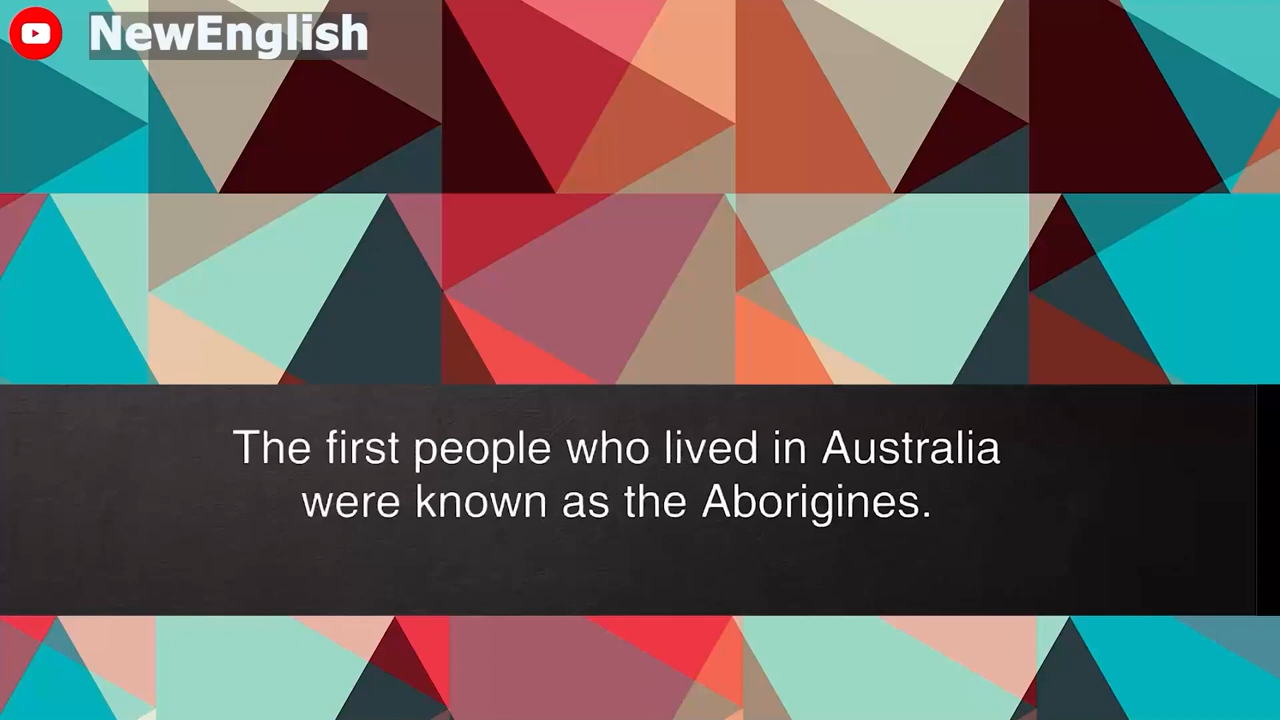 NewEnglish
The first people who lived in Australia
were known as the Aborigines.